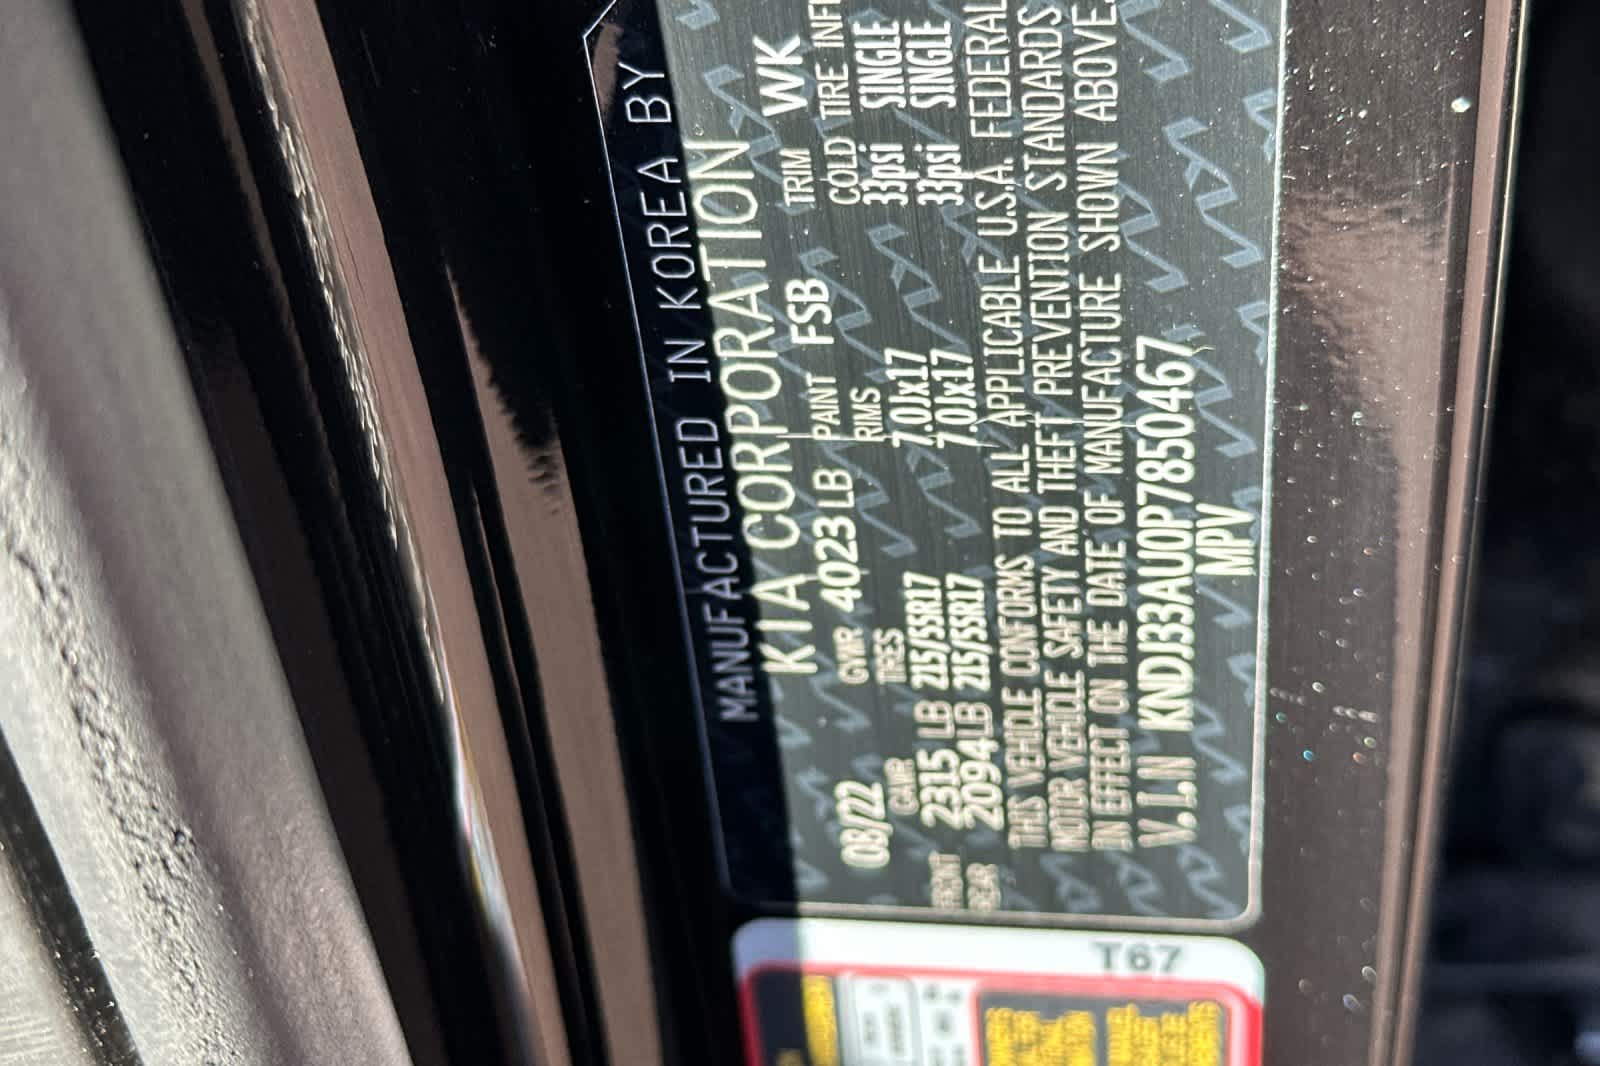 MANUFACTURED IN KOREA BY
KIA CORPORATION
08/22 GVWR 4023 LB PAINT FSB TRIM WK
GAWR TIRES RIMS COLD TIRE INF
FRNT 2315 LB 215/55R17 7.0Jx17 33psi SINGLE
REAR 2094 LB 215/55R17 7.0Jx17 33psi SINGLE
THIS VEHICLE CONFORMS TO ALL APPLICABLE U.S.A. FEDERAL
MOTOR VEHICLE SAFETY AND THEFT PREVENTION STANDARDS
IN EFFECT ON THE DATE OF MANUFACTURE SHOWN ABOVE.
V.I.N KNDJ33AU0P7850467
MPV
T67